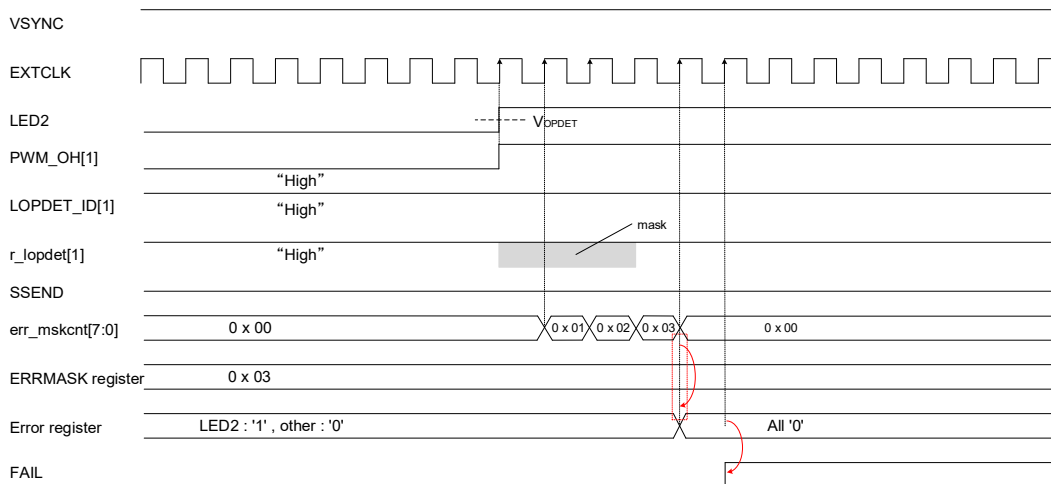 VSYNC
EXTCLK
LED2
VOPDET
PWM_OH[1]
“High”
LOPDET_ID[1]
“High”
mask
r_lopdet[1]
“High”
SSEND
err_mskcnt[7:0]
0 x 00
0 x 01
0 x 02
0 x 03
0 x 00
ERRMASK register
0 x 03
Error register
LED2 : '1' , other : '0'
All '0'
FAIL